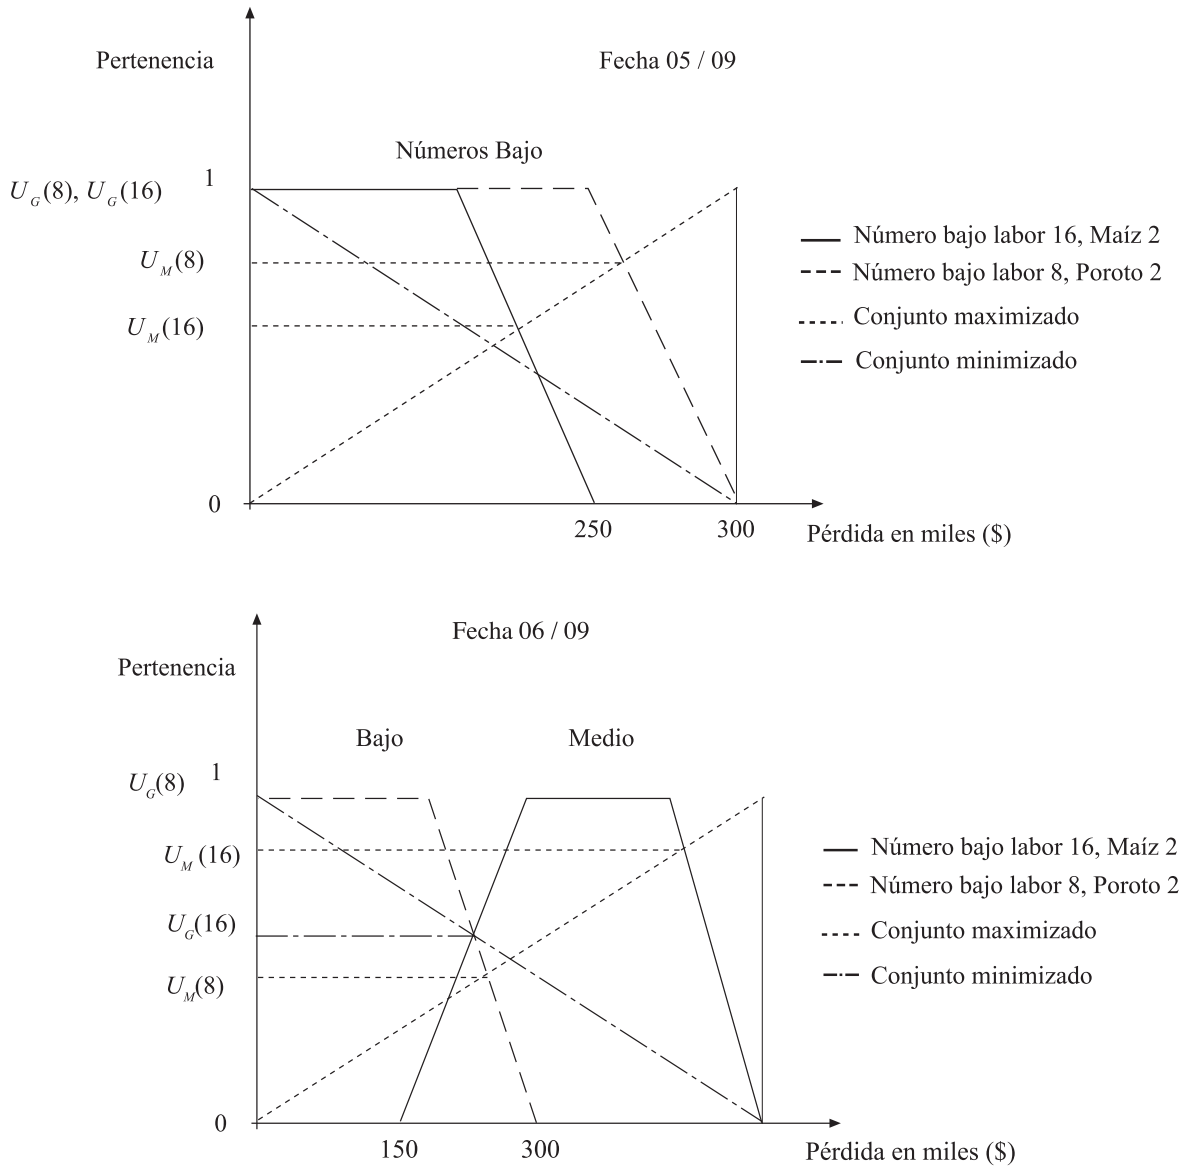 Pertenencia
Fecha 05 / 09
Números Bajo
U_G(8), U_G(16)
1
U_M(8)
U_M(16)
Número bajo labor 16, Maíz 2
Número bajo labor 8, Poroto 2
Conjunto maximizado
Conjunto minimizado
0
250
300
Pérdida en miles ($)
Fecha 06 / 09
Pertenencia
Bajo
Medio
U_G(8)
1
U_M(16)
U_G(16)
U_M(8)
Número bajo labor 16, Maíz 2
Número bajo labor 8, Poroto 2
Conjunto maximizado
Conjunto minimizado
0
150
300
Pérdida en miles ($)